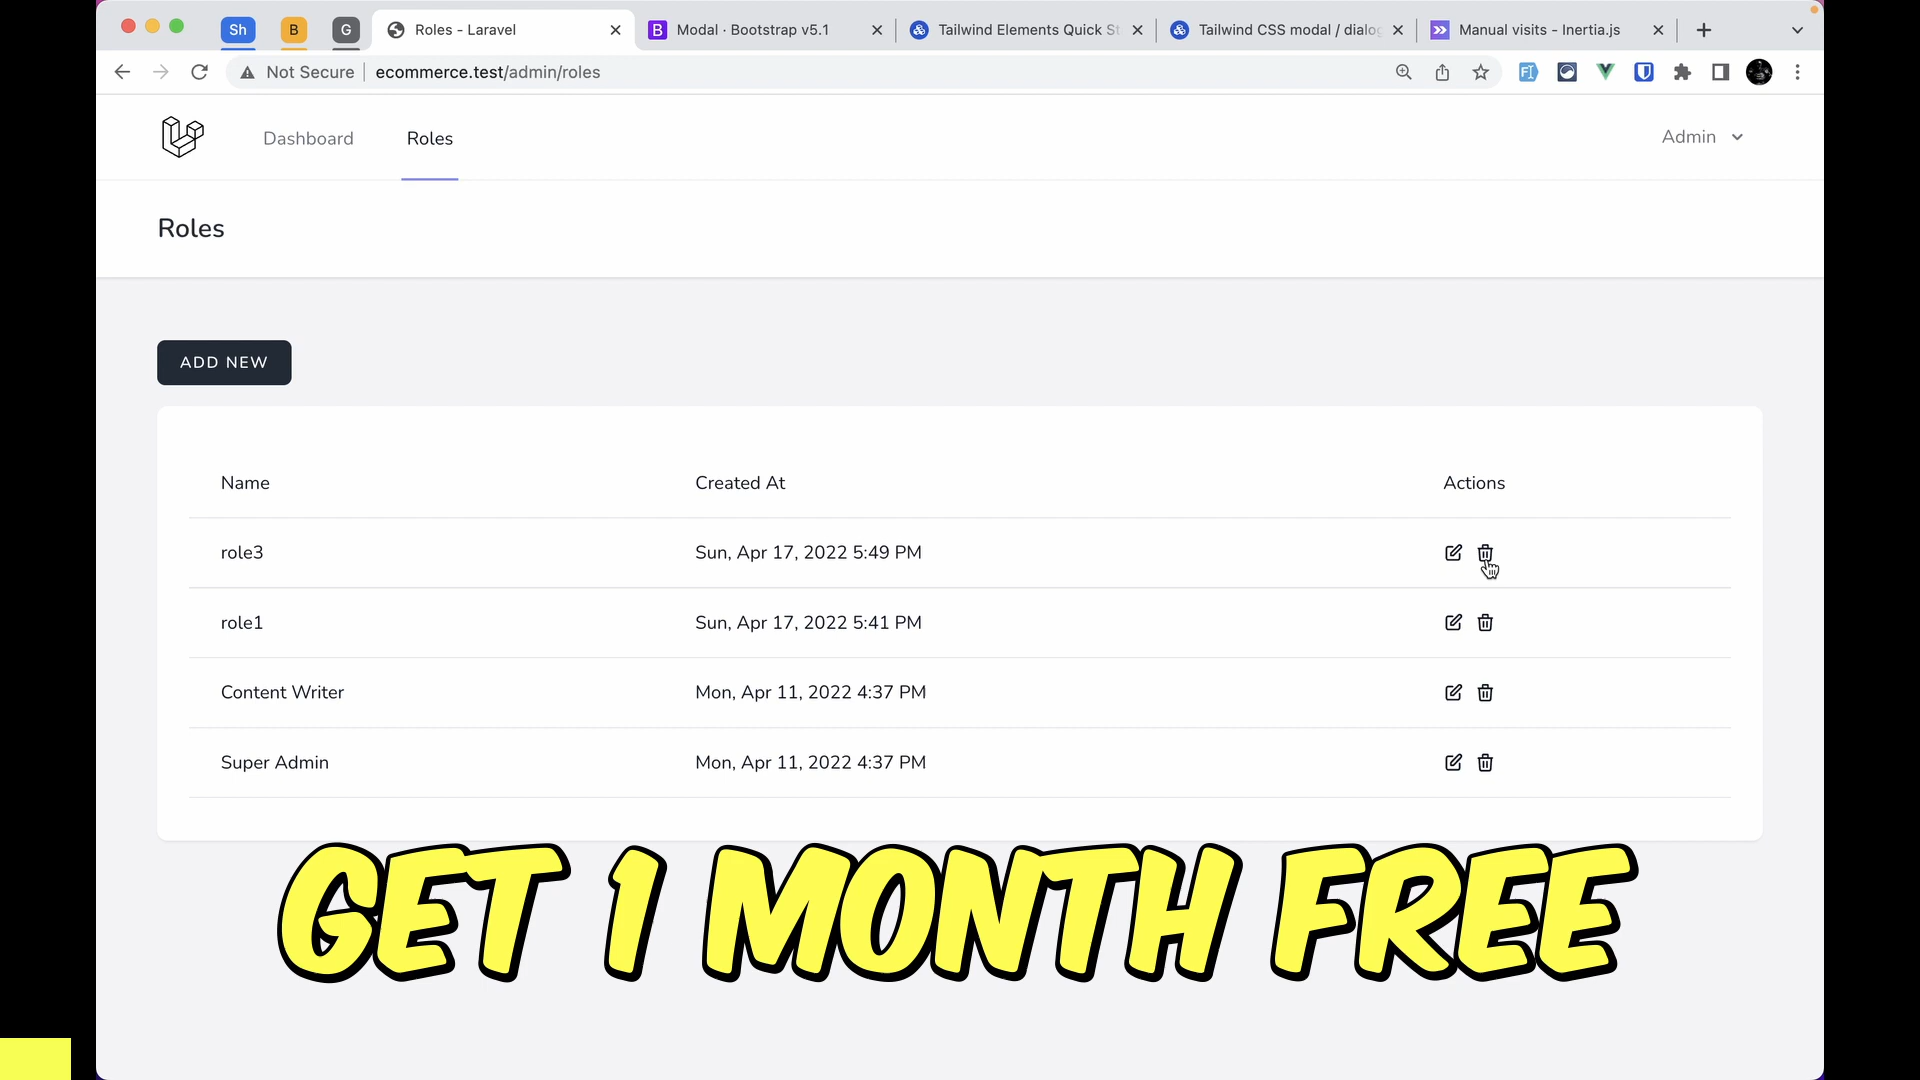 Sh B G Roles - Laravel Modal · Bootstrap v5.1 Tailwind Elements Quick St Tailwind CSS modal / dialog Manual visits - Inertia.js
Not Secure ecommerce.test/admin/roles
Dashboard Roles Admin
Roles
ADD NEW
Name Created At Actions
role3 Sun, Apr 17, 2022 5:49 PM
role1 Sun, Apr 17, 2022 5:41 PM
Content Writer Mon, Apr 11, 2022 4:37 PM
Super Admin Mon, Apr 11, 2022 4:37 PM
GET 1 MONTH FREE